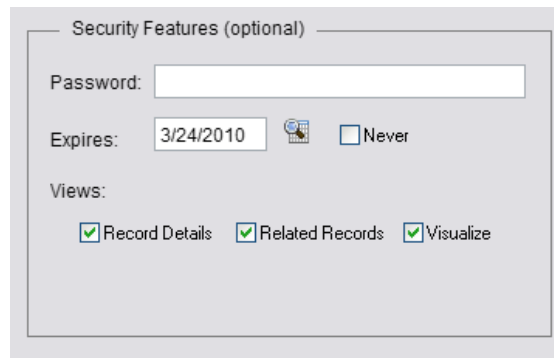 Security Features (optional)
Password:
Expires: 3/24/2010 Never
Views:
Record Details Related Records Visualize